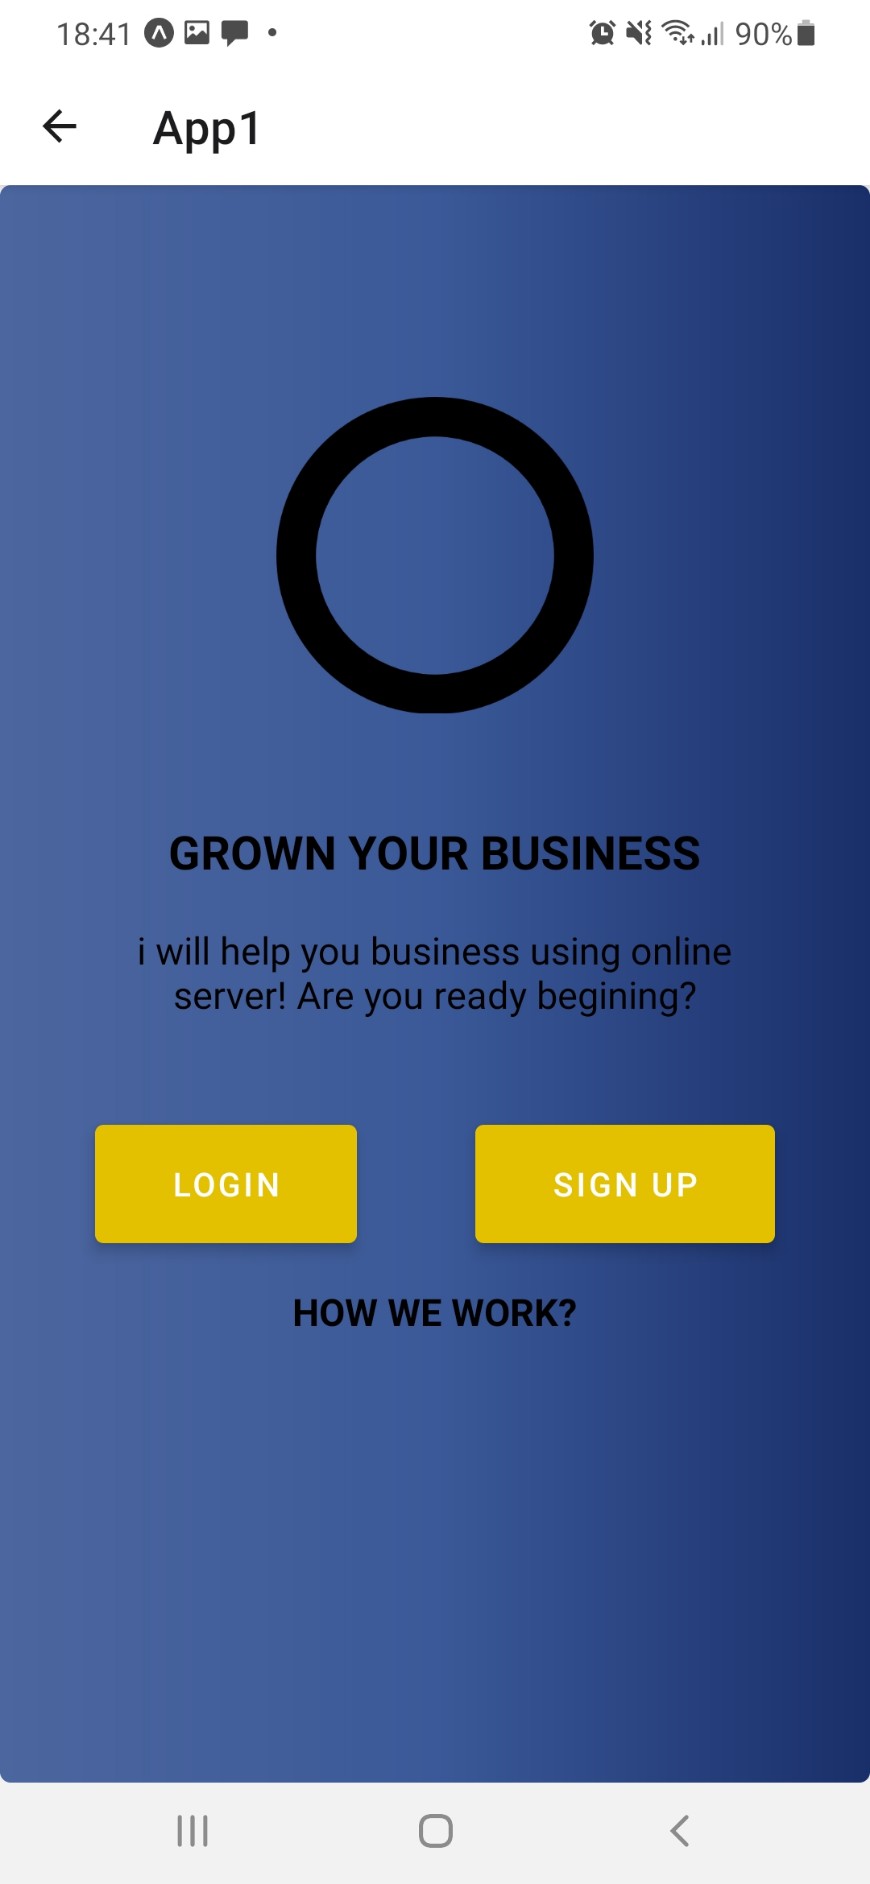 18:41
90%
App1
GROWN YOUR BUSINESS
i will help you business using online
server! Are you ready begining?
LOGIN
SIGN UP
HOW WE WORK?